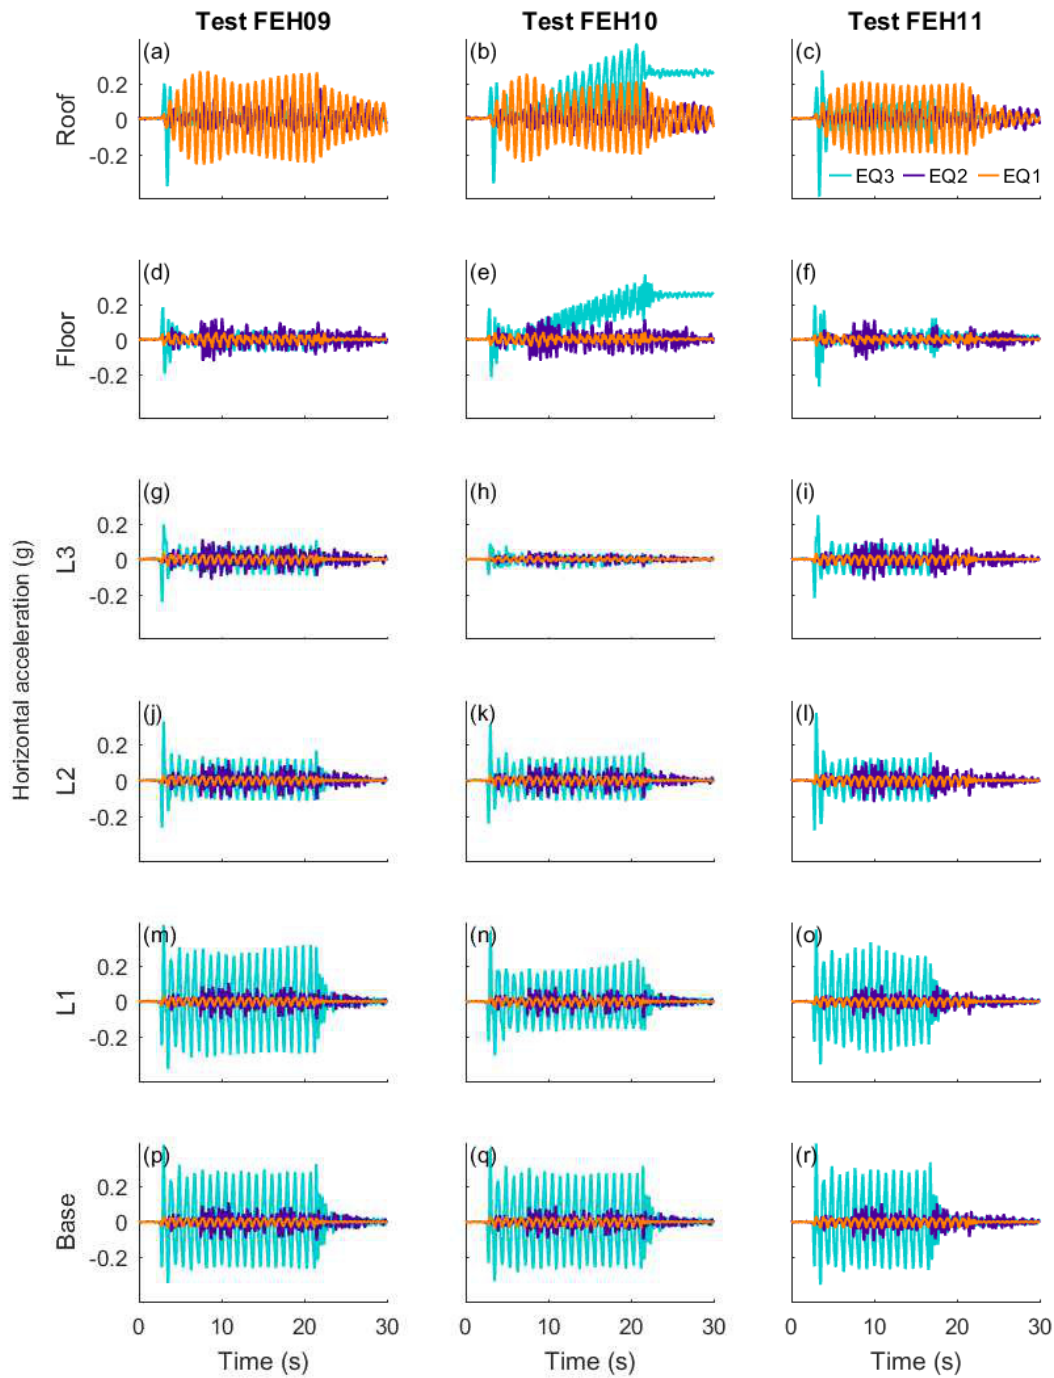 Test FEH09 Test FEH10 Test FEH11
(a) (b) (c)
0.2
0
-0.2
Roof
EQ3 EQ2 EQ1
(d) (e) (f)
0.2
0
-0.2
Floor
(g) (h) (i)
0.2
0
-0.2
L3
Horizontal acceleration (g)
(j) (k) (l)
0.2
0
-0.2
L2
(m) (n) (o)
0.2
0
-0.2
L1
(p) (q) (r)
0.2
0
-0.2
Base
0 10 20 30 0 10 20 30 0 10 20 30
Time (s) Time (s) Time (s)